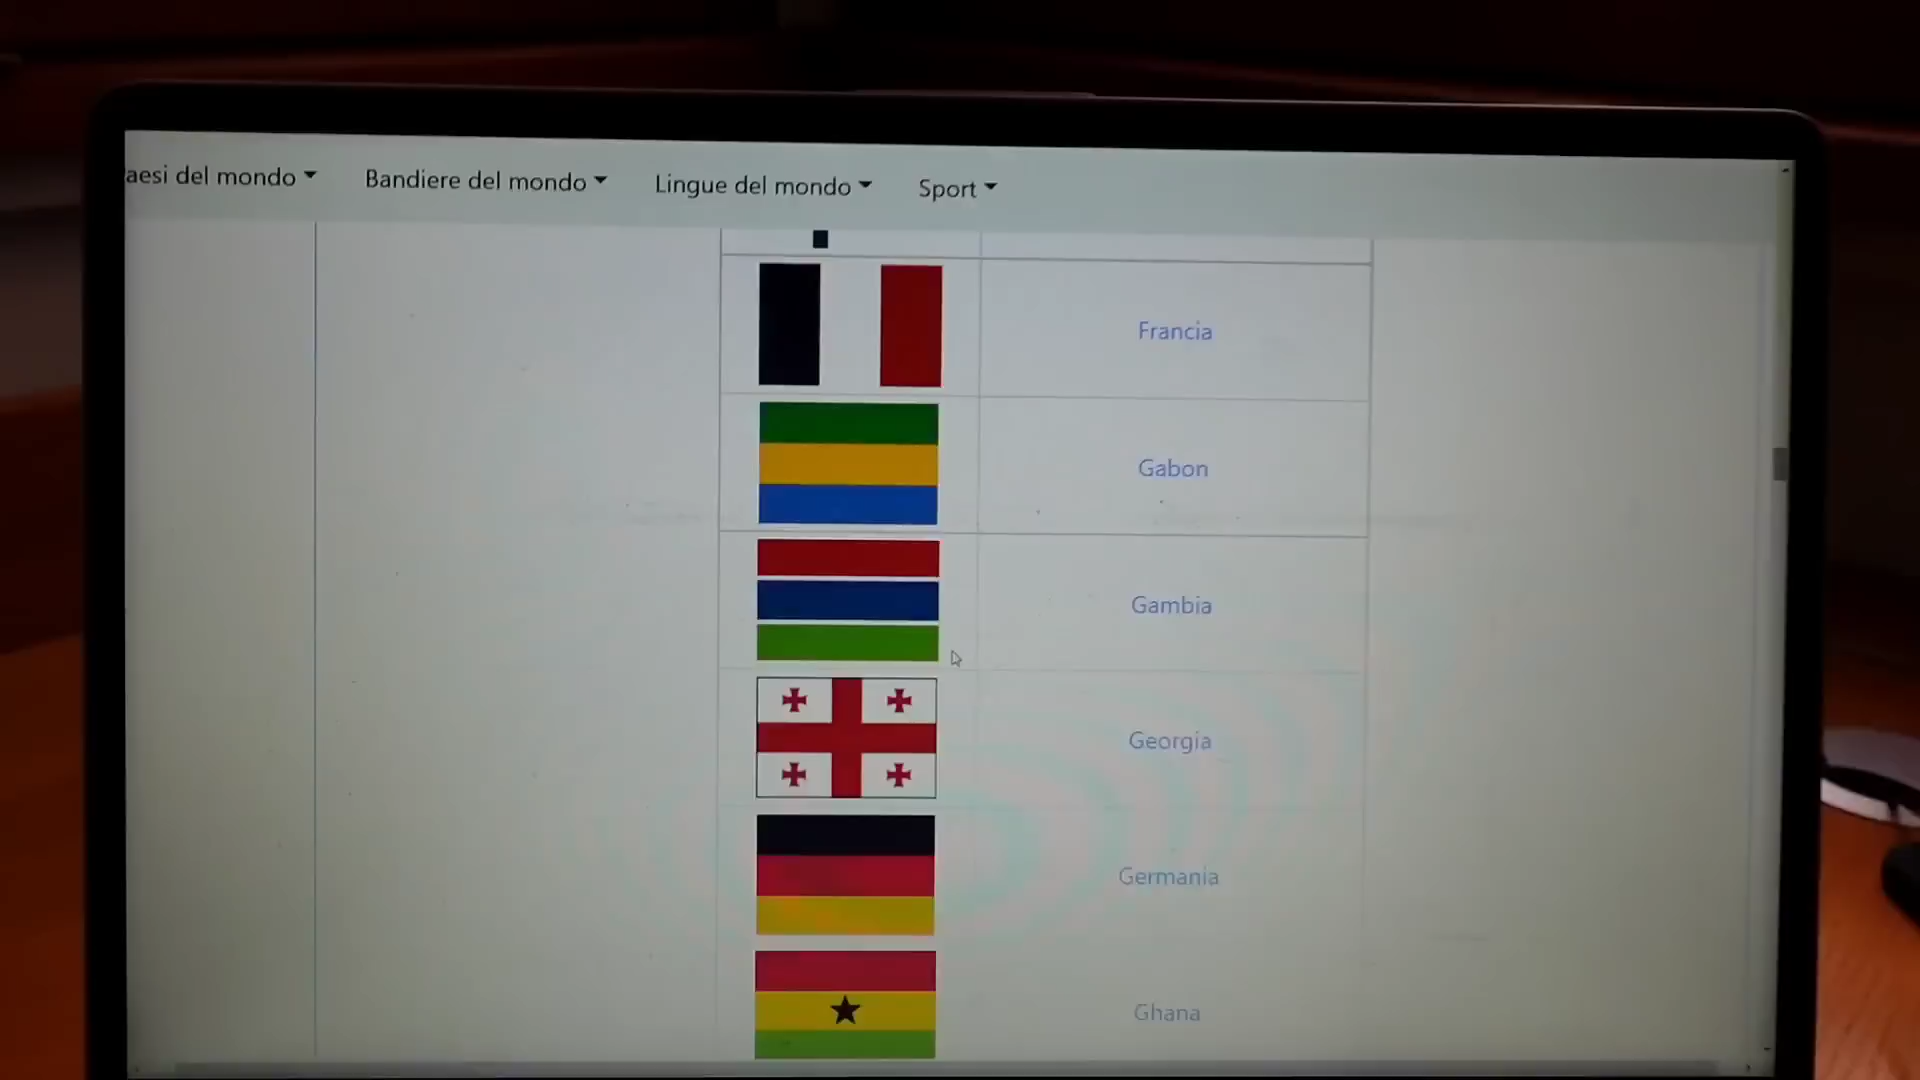 aesi del mondo
Bandiere del mondo
Lingue del mondo
Sport
Francia
Gabon
Gambia
Georgia
Germania
Ghana